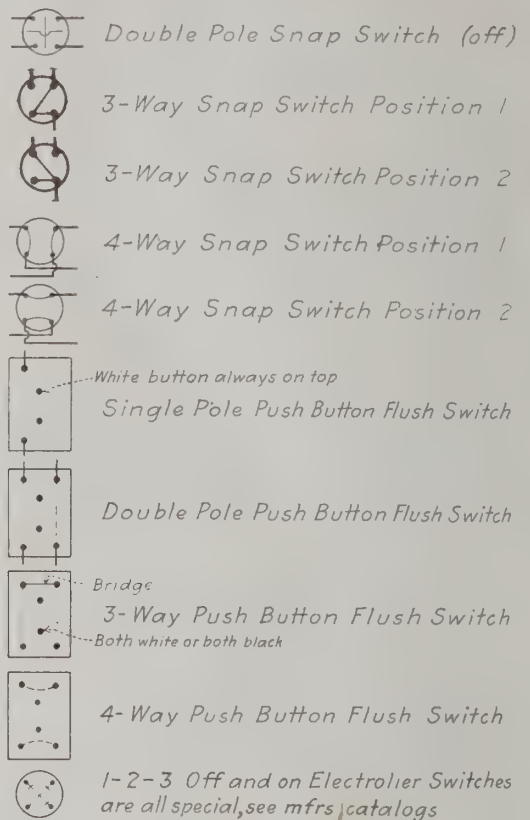 Double Pole Snap Switch (off)
3-Way Snap Switch Position 1
3-Way Snap Switch Position 2
4-Way Snap Switch Position 1
4-Way Snap Switch Position 2
White button always on top
Single Pole Push Button Flush Switch
Double Pole Push Button Flush Switch
Bridge
3-Way Push Button Flush Switch
Both white or both black
4-Way Push Button Flush Switch
1-2-3 Off and on Electrolier Switches
are all special, see mfrs. catalogs